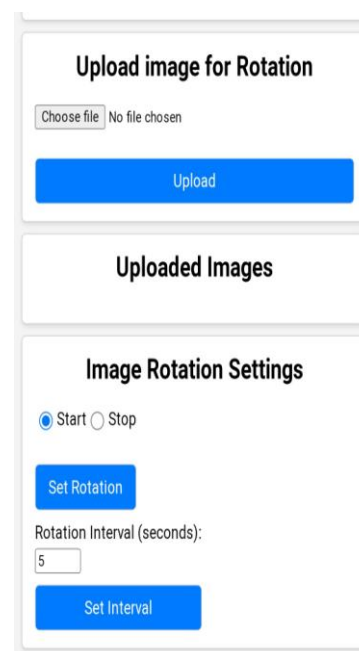 Upload image for Rotation
Choose file No file chosen
Upload
Uploaded Images
Image Rotation Settings
Start Stop
Set Rotation
Rotation Interval (seconds):
5
Set Interval